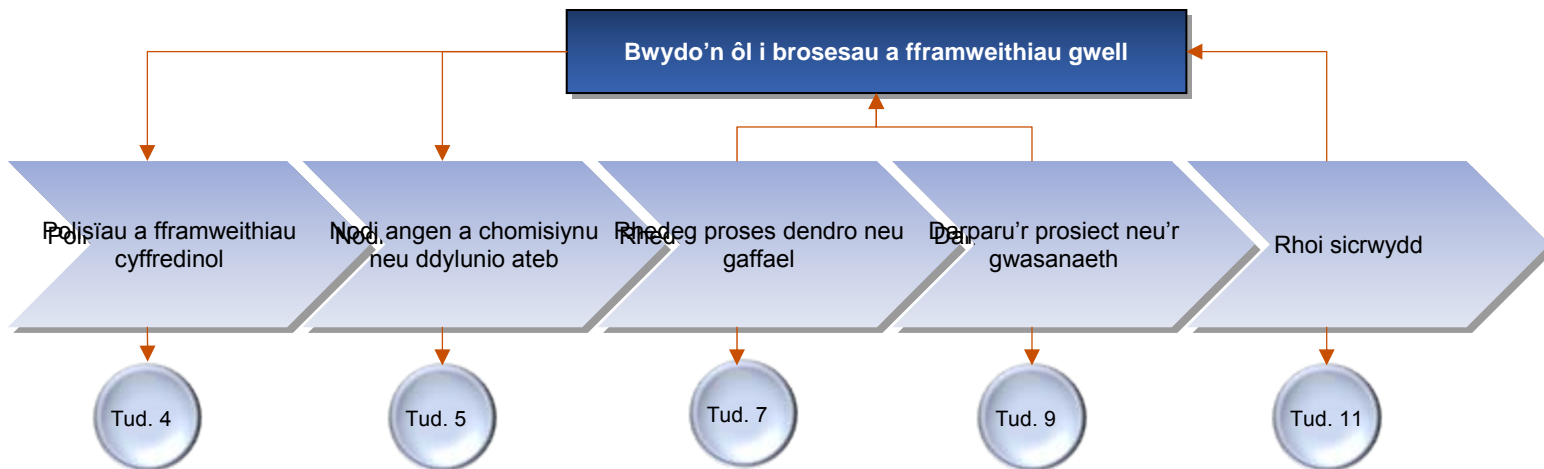 Bwydo’n ôl i brosesau a fframweithiau gwell
Polisïau a fframweithiau
cyffredinol
Nodi angen a chomisiynu
neu ddylunio ateb
Rhedeg proses dendro neu
gaffael
Darparu’r prosiect neu’r
gwasanaeth
Rhoi sicrwydd
Tud. 4
Tud. 5
Tud. 7
Tud. 9
Tud. 11